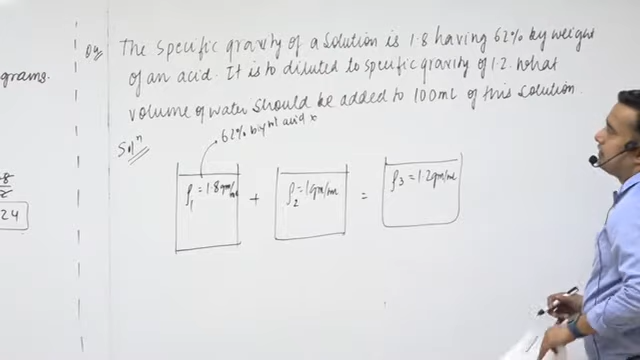 Q4 The Specific gravity of a Solution is 1.8 having 62% by weight
grams. of an acid. It is to diluted to specific gravity of 1.2. What
volume of water should be added to 100ml of this solution.
Solⁿ 62% by wt acid x
ρ1 = 1.8gm/ml + ρ2 = 1gm/ml = ρ3 = 1.2gm/ml
24